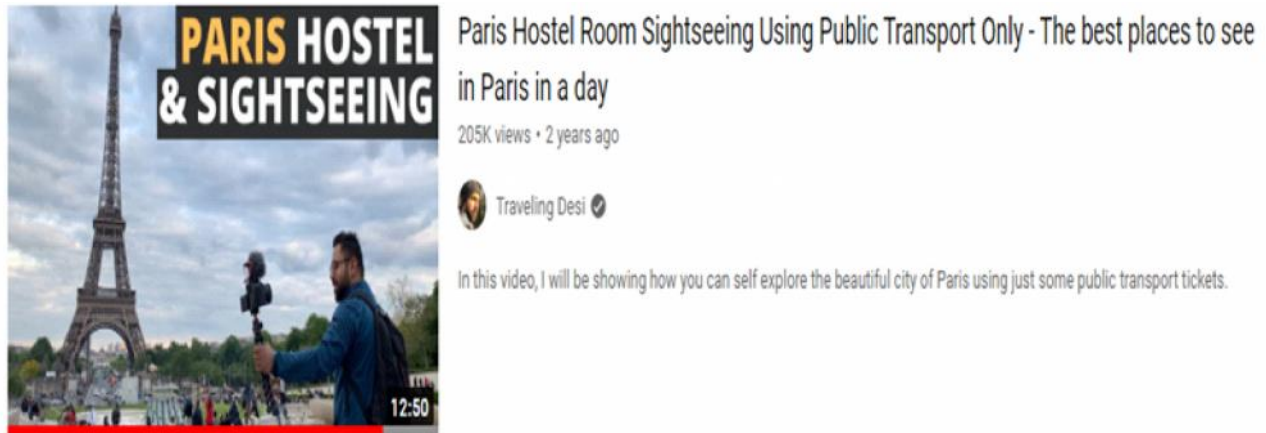 PARIS HOSTEL
& SIGHTSEEING
12:50
Paris Hostel Room Sightseeing Using Public Transport Only - The best places to see
in Paris in a day
205K views • 2 years ago
Traveling Desi
In this video, I will be showing how you can self explore the beautiful city of Paris using just some public transport tickets.